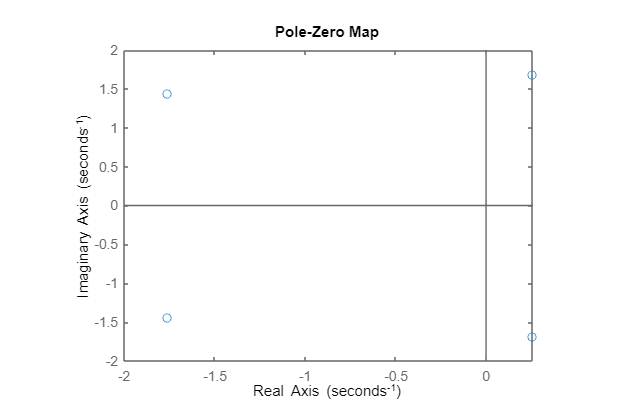 Pole-Zero Map
Imaginary Axis (seconds⁻¹)
2
1.5
1
0.5
0
-0.5
-1
-1.5
-2
-2 -1.5 -1 -0.5 0
Real Axis (seconds⁻¹)